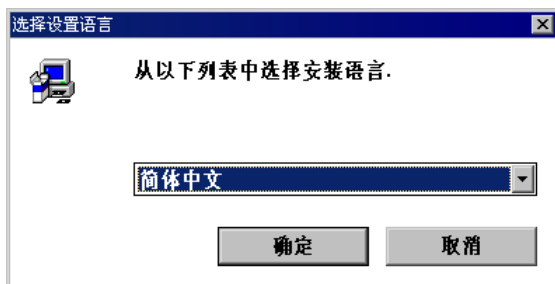 选择设置语言
从以下列表中选择安装语言.
简体中文
确定
取消